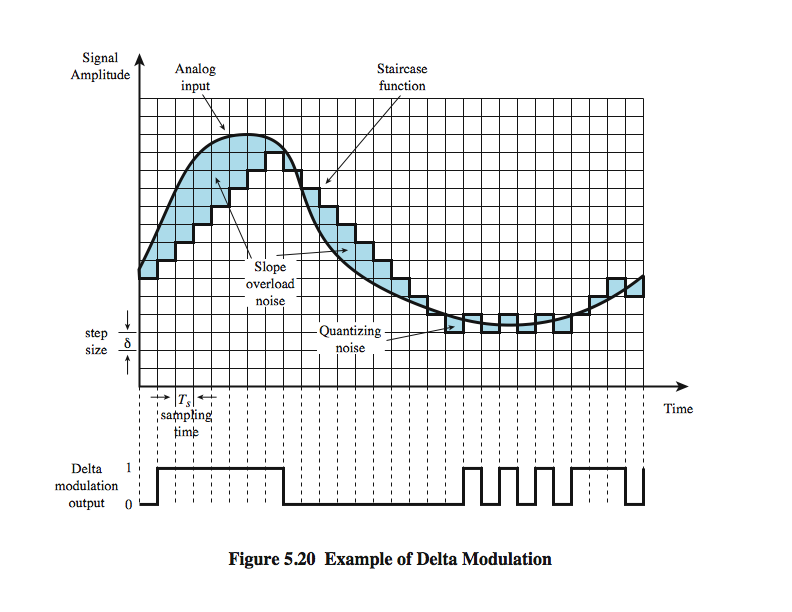 Signal
Amplitude
Analog
input
Staircase
function
Slope
overload
noise
Quantizing
noise
step
size
δ
Ts
sampling
time
Time
Delta
modulation
output
1
0
Figure 5.20 Example of Delta Modulation